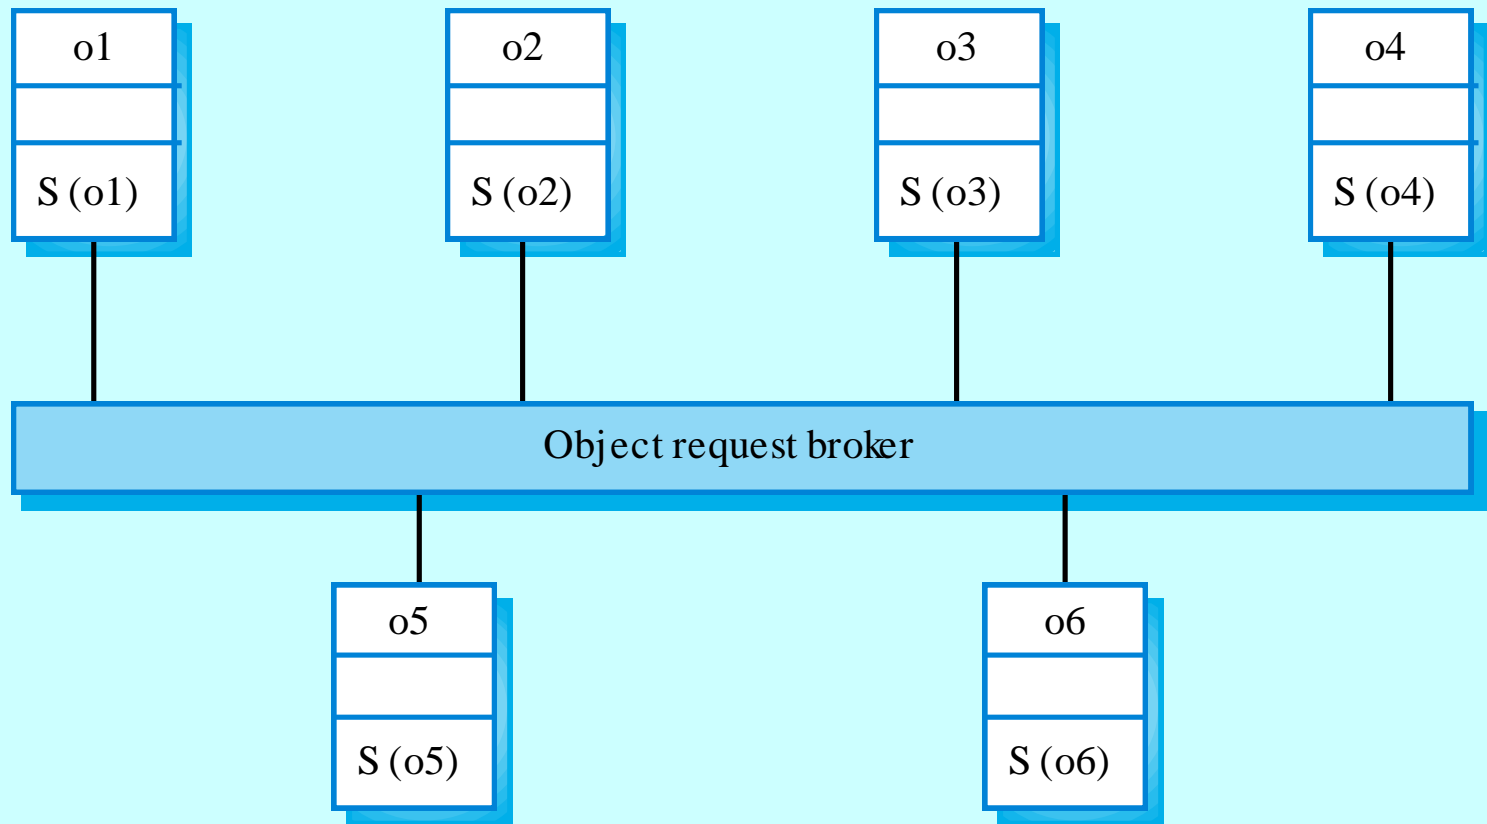 o1
o2
o3
o4
S (o1)
S (o2)
S (o3)
S (o4)
Object request broker
o5
o6
S (o5)
S (o6)